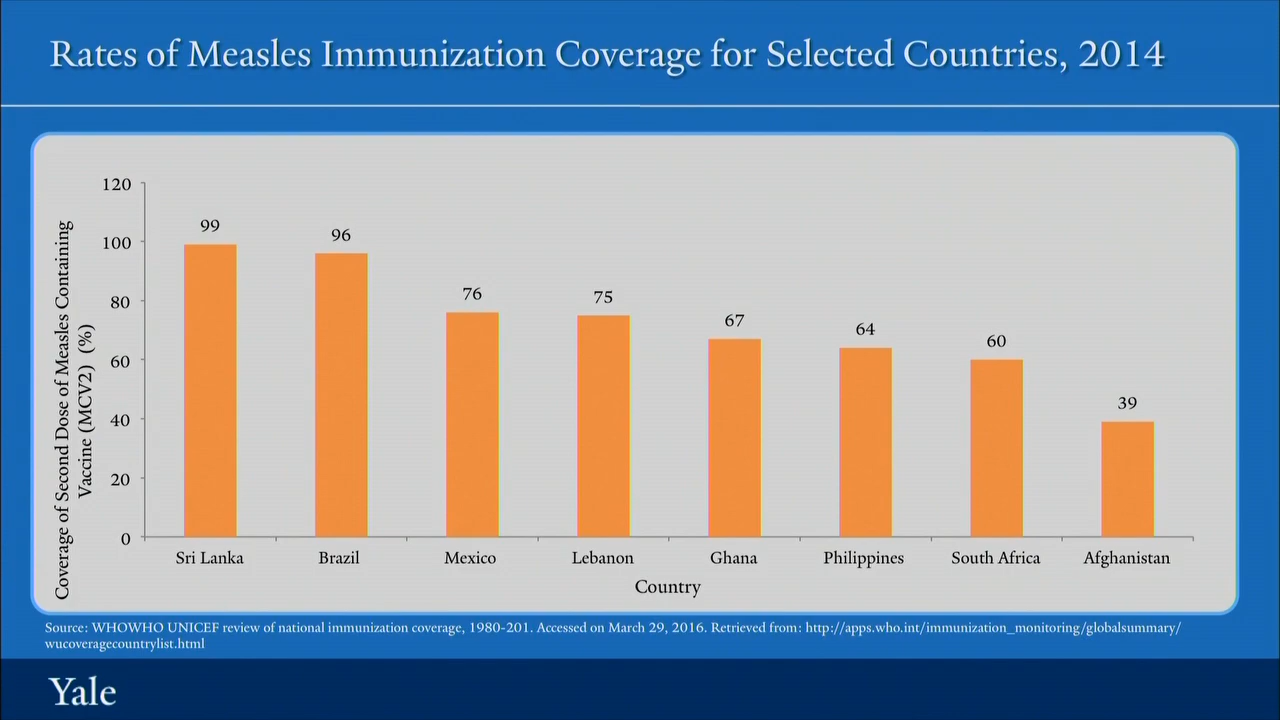 Rates of Measles Immunization Coverage for Selected Countries, 2014
Coverage of Second Dose of Measles Containing
Vaccine (MCV2) (%)
120
100
80
60
40
20
0
99
96
76
75
67
64
60
39
Sri Lanka
Brazil
Mexico
Lebanon
Ghana
Philippines
South Africa
Afghanistan
Country
Source: WHOWHO UNICEF review of national immunization coverage, 1980-201. Accessed on March 29, 2016. Retrieved from: http://apps.who.int/immunization_monitoring/globalsummary/
wucoveragecountrylist.html
Yale